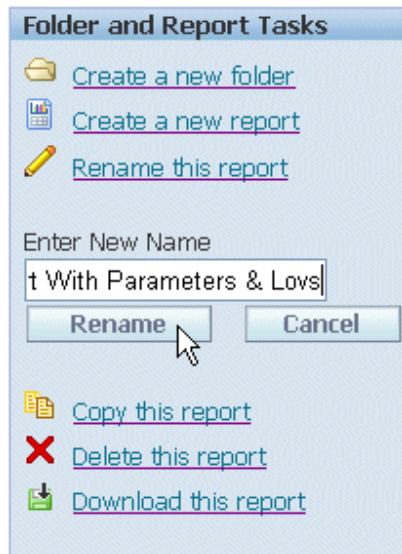 Folder and Report Tasks
Create a new folder
Create a new report
Rename this report
Enter New Name
t With Parameters & Lovs
Rename Cancel
Copy this report
Delete this report
Download this report